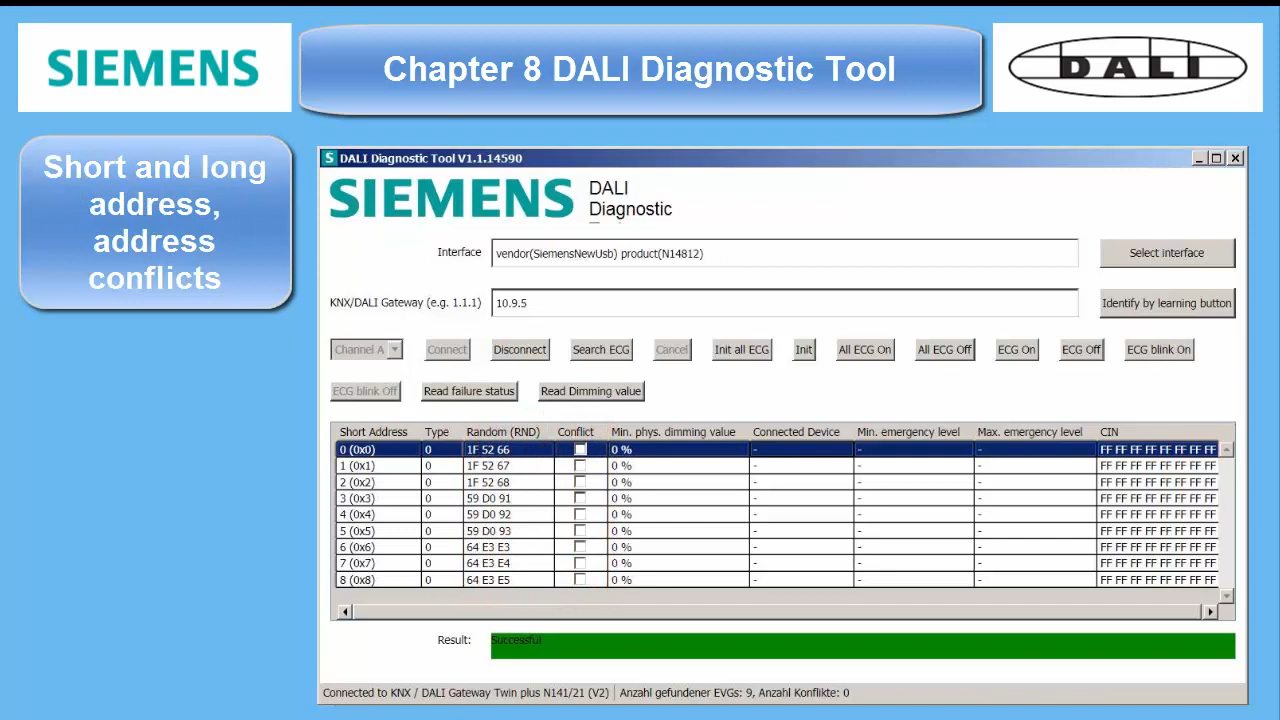 SIEMENS
Chapter 8 DALI Diagnostic Tool
DALI
Short and long
address,
address
conflicts
S DALI Diagnostic Tool V1.1.14590
SIEMENS
DALI
Diagnostic
Interface vendor(SiemensNewUsb) product(N14812) Select interface
KNX/DALI Gateway (e.g. 1.1.1) 10.9.5 Identify by learning button
Channel A Connect Disconnect Search ECG Cancel Init all ECG Init All ECG On All ECG Off ECG On ECG Off ECG blink On
ECG blink Off Read failure status Read Dimming value
Short Address Type Random (RND) Conflict Min. phys. dimming value Connected Device Min. emergency level Max. emergency level CIN
0 (0x0) 0 1F 52 66 0 % - - - FF FF FF FF FF FF FF FF
1 (0x1) 0 1F 52 67 0 % - - - FF FF FF FF FF FF FF FF
2 (0x2) 0 1F 52 68 0 % - - - FF FF FF FF FF FF FF FF
3 (0x3) 0 59 D0 91 0 % - - - FF FF FF FF FF FF FF FF
4 (0x4) 0 59 D0 92 0 % - - - FF FF FF FF FF FF FF FF
5 (0x5) 0 59 D0 93 0 % - - - FF FF FF FF FF FF FF FF
6 (0x6) 0 64 E3 E3 0 % - - - FF FF FF FF FF FF FF FF
7 (0x7) 0 64 E3 E4 0 % - - - FF FF FF FF FF FF FF FF
8 (0x8) 0 64 E3 E5 0 % - - - FF FF FF FF FF FF FF FF
Result: Successful
Connected to KNX / DALI Gateway Twin plus N141/21 (V2) Anzahl gefundener EVGs: 9, Anzahl Konflikte: 0